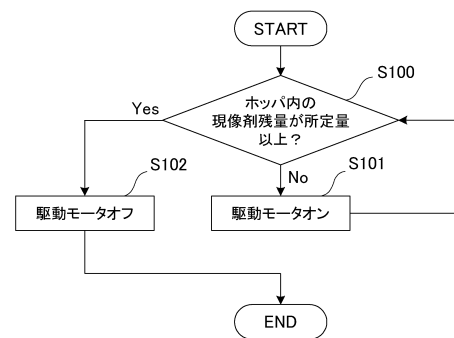 START
S100
ホッパ内の
現像剤残量が所定量
以上？
Yes
No
S102
S101
駆動モータオフ
駆動モータオン
END